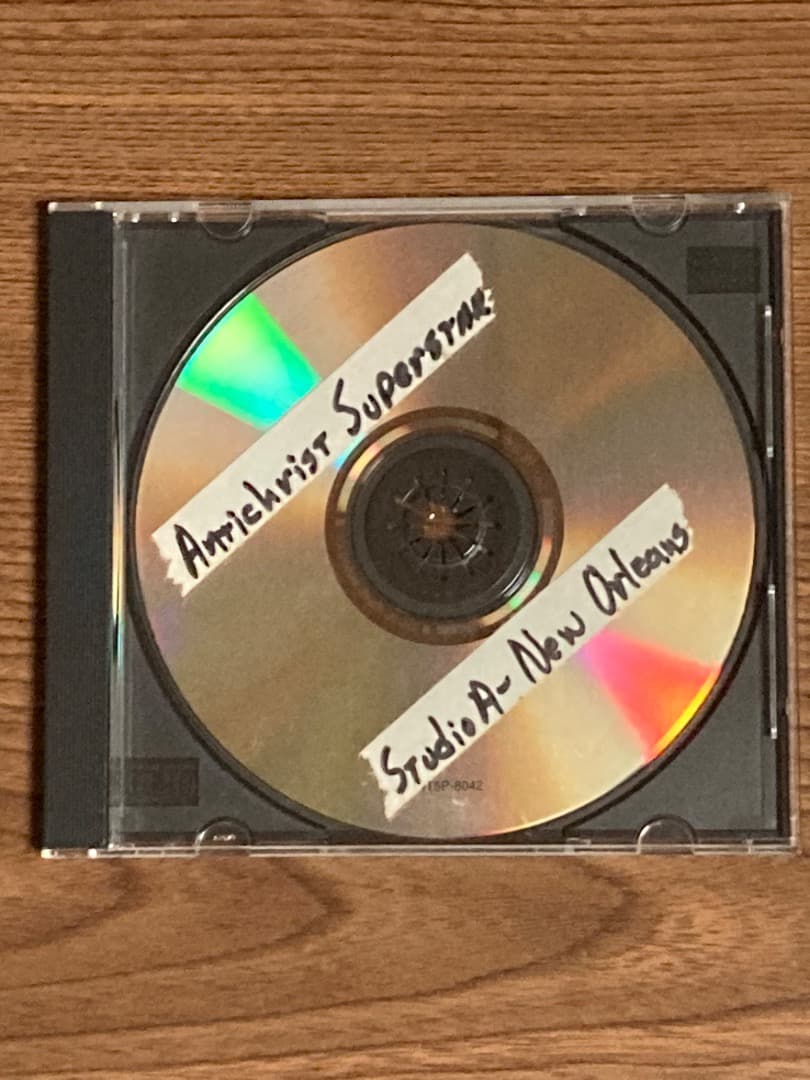 Antichrist Superstar
Studio A - New Orleans